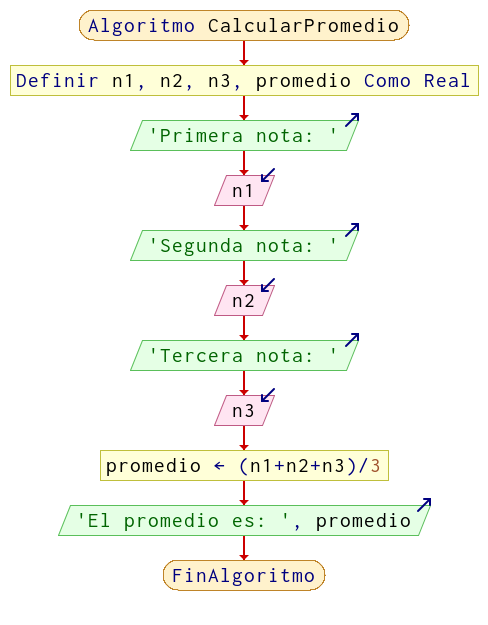 Algoritmo CalcularPromedio
Definir n1, n2, n3, promedio Como Real
'Primera nota: '
n1
'Segunda nota: '
n2
'Tercera nota: '
n3
promedio ← (n1+n2+n3)/3
'El promedio es: ', promedio
FinAlgoritmo